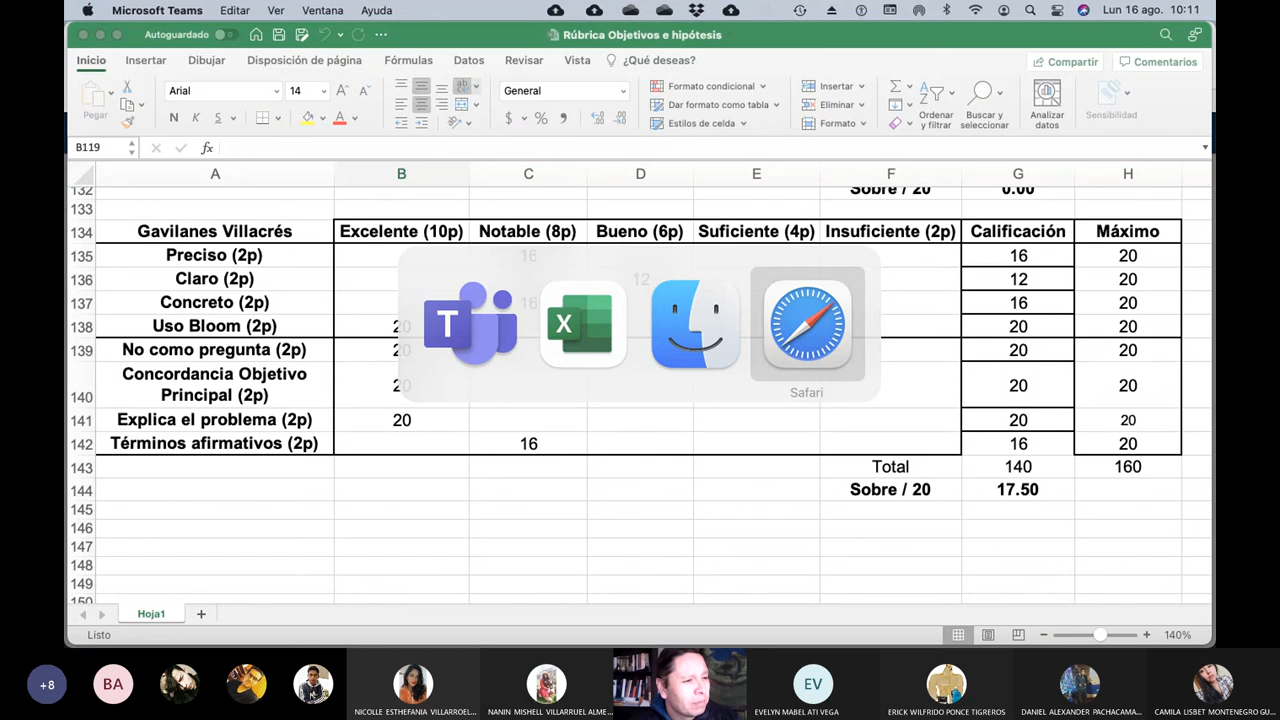 Microsoft Teams Editar Ver Ventana Ayuda Lun 16 ago. 10:11
Autoguardado Rúbrica Objetivos e hipótesis
Inicio Insertar Dibujar Disposición de página Fórmulas Datos Revisar Vista ¿Qué deseas? Compartir Comentarios
Pegar Arial 14 General Formato condicional Dar formato como tabla Estilos de celda Insertar Eliminar Formato Ordenar y filtrar Buscar y seleccionar Analizar datos Sensibilidad
N K S
B119 fx
A B C D E F G H
132 Sobre / 20 0.00
133
134 Gavilanes Villacrés Excelente (10p) Notable (8p) Bueno (6p) Suficiente (4p) Insuficiente (2p) Calificación Máximo
135 Preciso (2p) 16 16 20
136 Claro (2p) 12 12 20
137 Concreto (2p) 16 16 20
138 Uso Bloom (2p) 20 20 20
139 No como pregunta (2p) 20 20 20
140 Concordancia Objetivo Principal (2p) 20 20 20
141 Explica el problema (2p) 20 20 20
142 Términos afirmativos (2p) 16 16 20
143 Total 140 160
144 Sobre / 20 17.50
145
146
147
148
149
150
Safari
Hoja1
Listo 140%
+8 BA EV
NICOLLE ESTHEFANIA VILLARROEL... NANIN MISHELL VILLARRUEL ALME... EVELYN MABEL ATI VEGA ERICK WILFRIDO PONCE TIGREROS DANIEL ALEXANDER PACHACAMA... CAMILA LISBET MONTENEGRO GU...